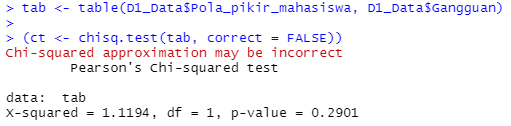 > tab <- table(D1_Data$Pola_pikir_mahasiswa, D1_Data$Gangguan)
>
> (ct <- chisq.test(tab, correct = FALSE))
Chi-squared approximation may be incorrect
Pearson's Chi-squared test
data: tab
X-squared = 1.1194, df = 1, p-value = 0.2901